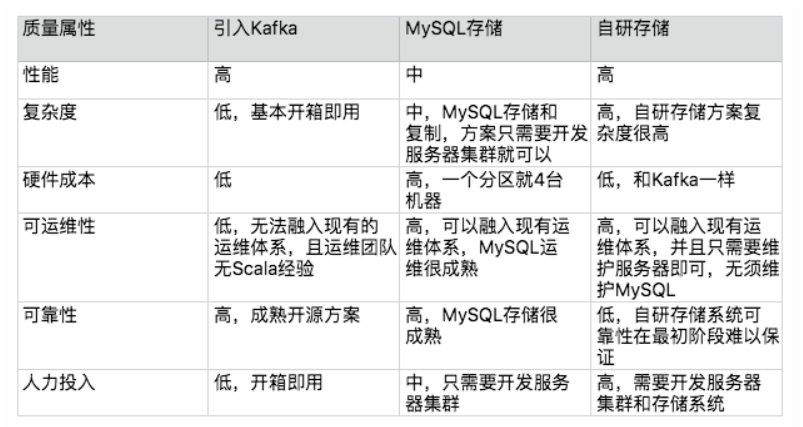 质量属性 引入Kafka MySQL存储 自研存储
性能 高 中 高
复杂度 低，基本开箱即用 中，MySQL存储和 高，自研存储方案复
复制，方案只需要开发 杂度很高
服务器集群就可以
硬件成本 低 高，一个分区就4台 低，和Kafka一样
机器
可运维性 低，无法融入现有的 高，可以融入现有运 高，可以融入现有运
运维体系，且运维团队 维体系，MySQL运 维体系，并且只需要维
无Scala经验 维很成熟 护服务器即可，无须维
护MySQL
可靠性 高，成熟开源方案 高，MySQL存储很 低，自研存储系统可
成熟 靠性在最初阶段难以保
证
人力投入 低，开箱即用 中，只需要开发服务 高，需要开发服务器
器集群 集群和存储系统